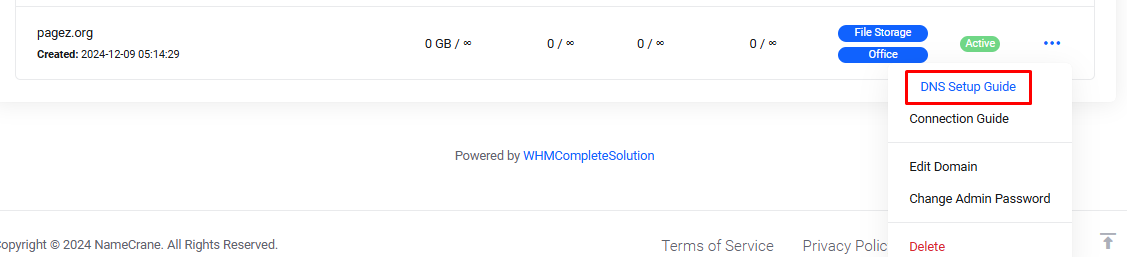 pagez.org
Created: 2024-12-09 05:14:29
0 GB / ∞
0 / ∞
0 / ∞
0 / ∞
File Storage
Office
Active
DNS Setup Guide
Connection Guide
Edit Domain
Change Admin Password
Delete
Powered by WHMCompleteSolution
opyright © 2024 NameCrane. All Rights Reserved.
Terms of Service
Privacy Polic